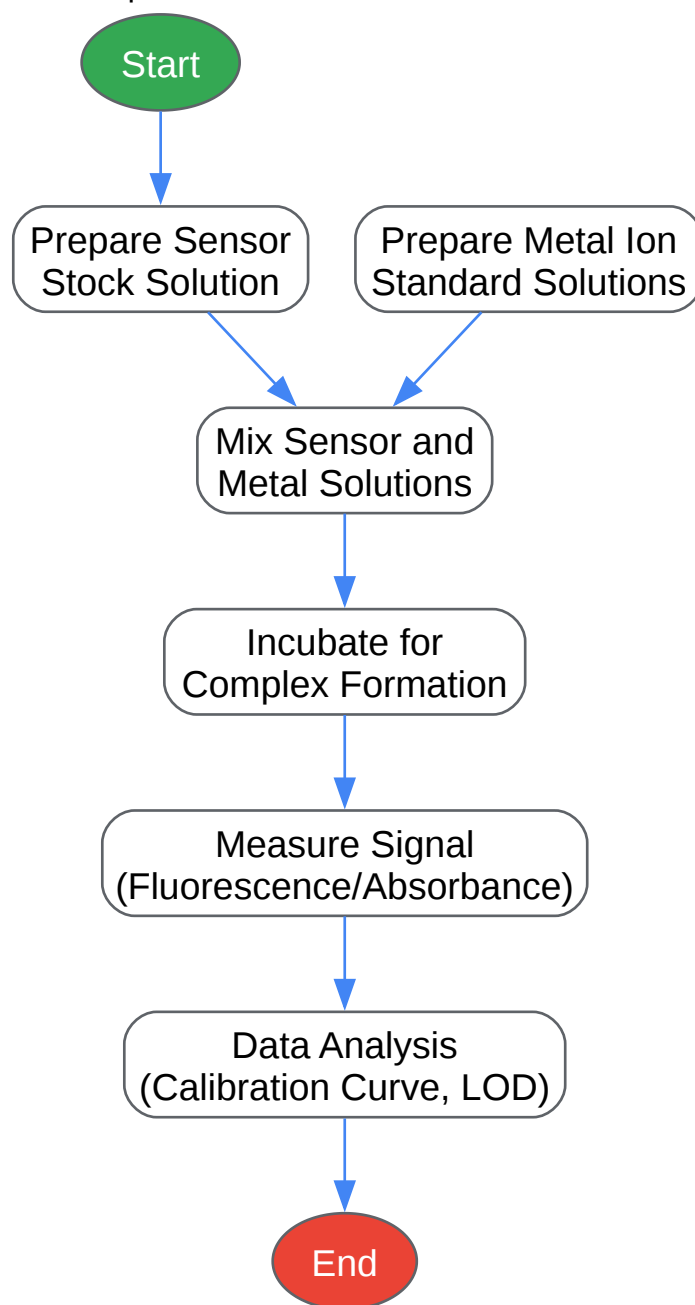 Start
Prepare Sensor
Stock Solution
Prepare Metal Ion
Standard Solutions
Mix Sensor and
Metal Solutions
Incubate for
Complex Formation
Measure Signal
(Fluorescence/Absorbance)
Data Analysis
(Calibration Curve, LOD)
End